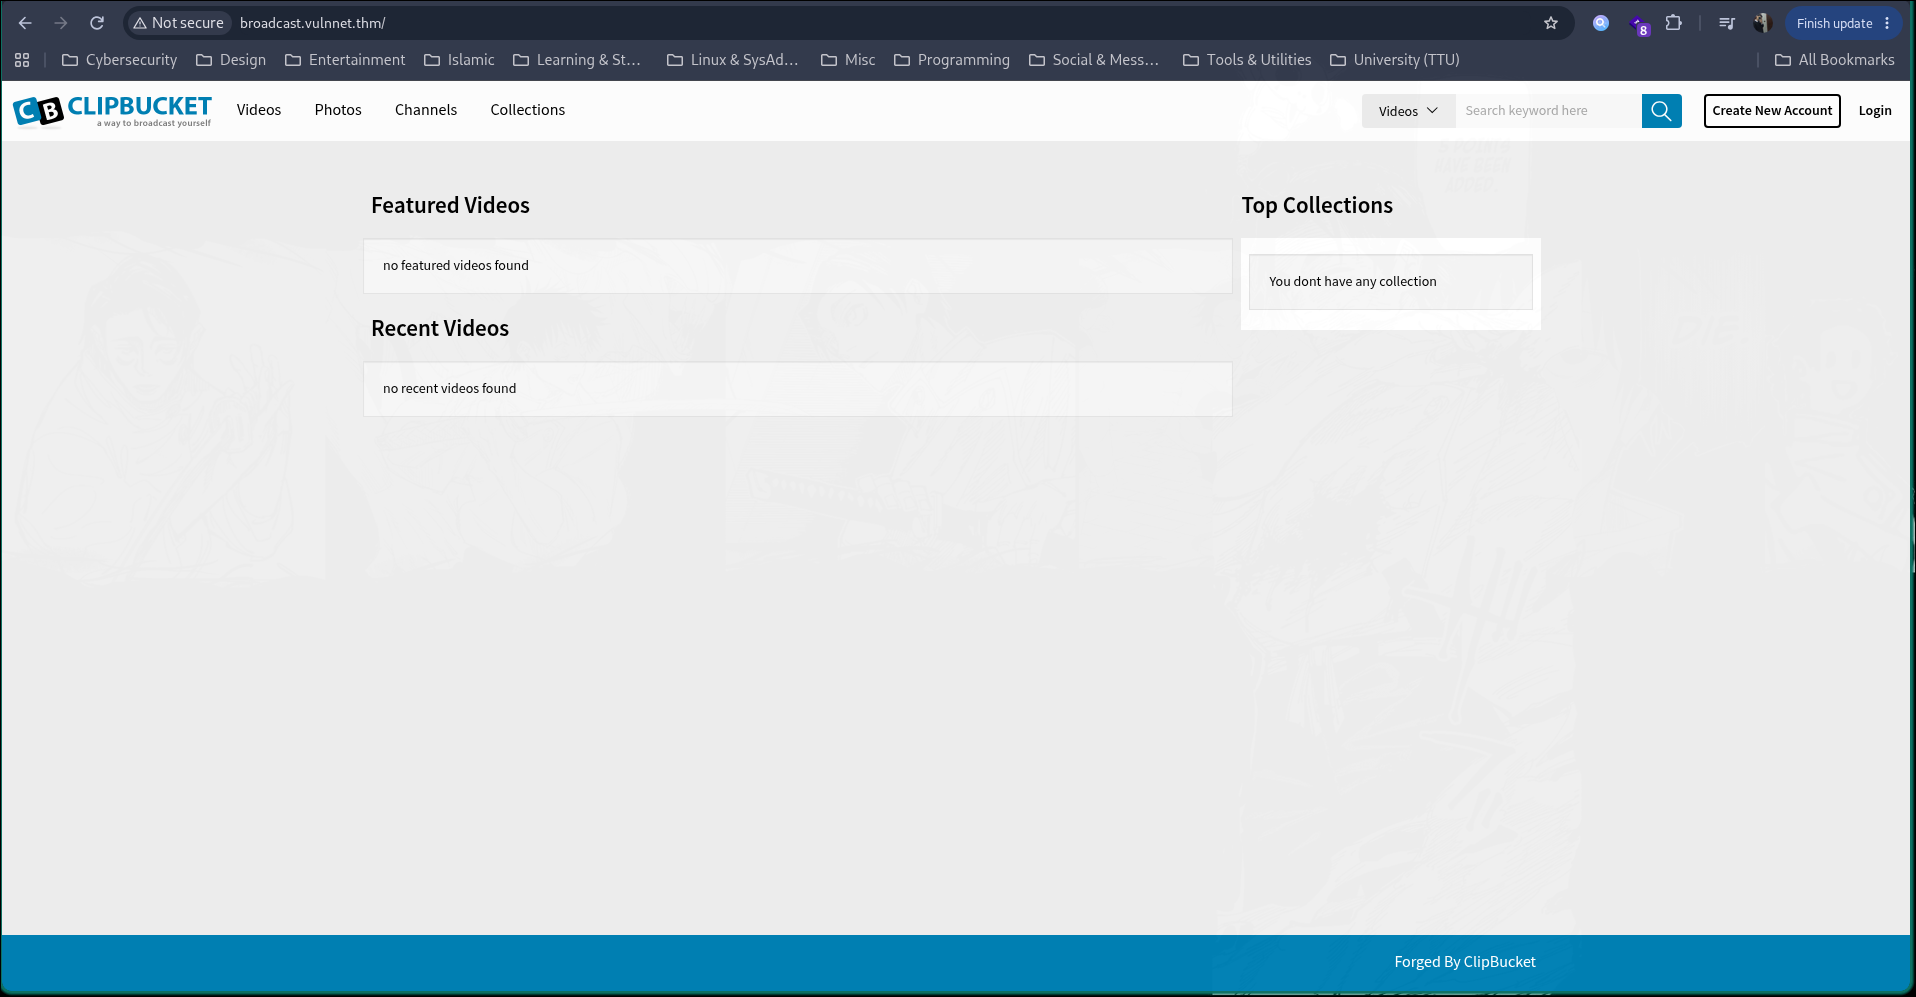 Not secure broadcast.vulnnet.thm/ 8 Finish update
Cybersecurity Design Entertainment Islamic Learning & St... Linux & SysAd... Misc Programming Social & Mess... Tools & Utilities University (TTU) All Bookmarks
CB CLIPBUCKET Videos Photos Channels Collections Videos Search keyword here Create New Account Login
a way to broadcast yourself
Featured Videos Top Collections
no featured videos found
You dont have any collection
Recent Videos
no recent videos found
Forged By ClipBucket